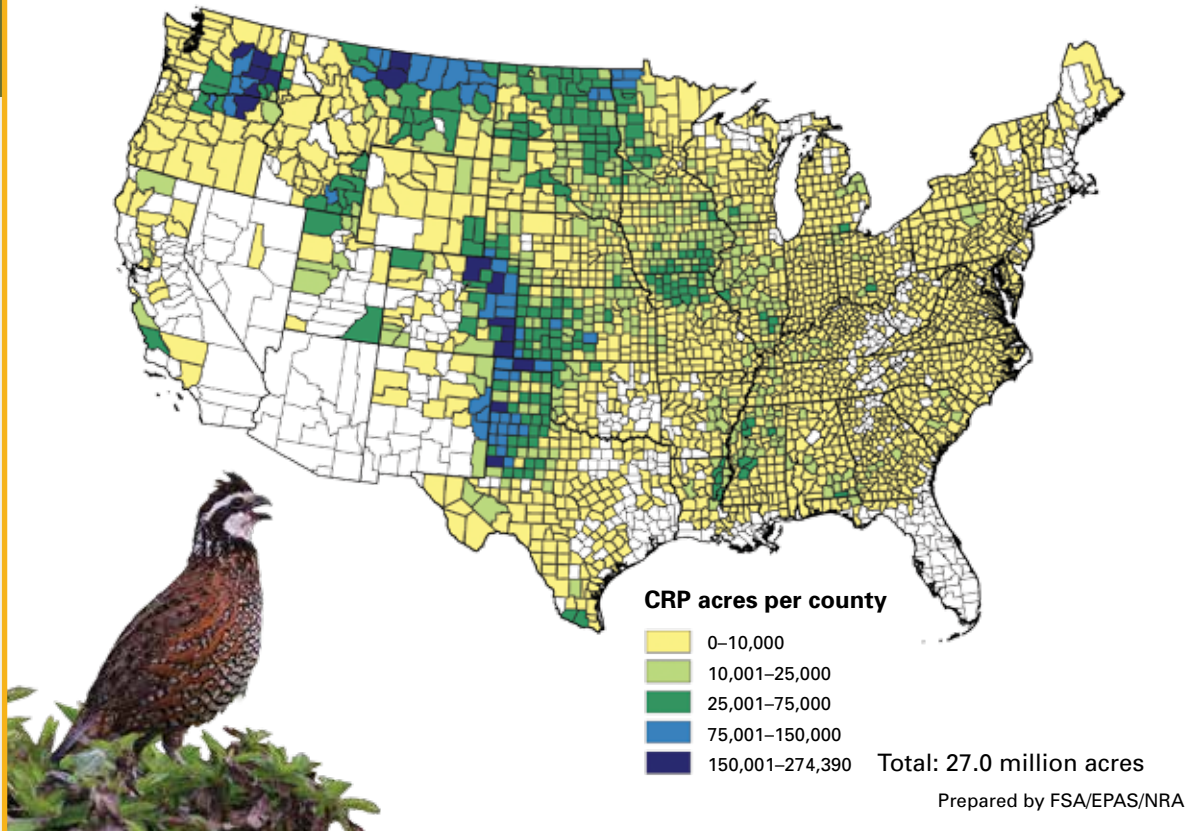 CRP acres per county
0–10,000
10,001–25,000
25,001–75,000
75,001–150,000
150,001–274,390
Total: 27.0 million acres
Prepared by FSA/EPAS/NRA